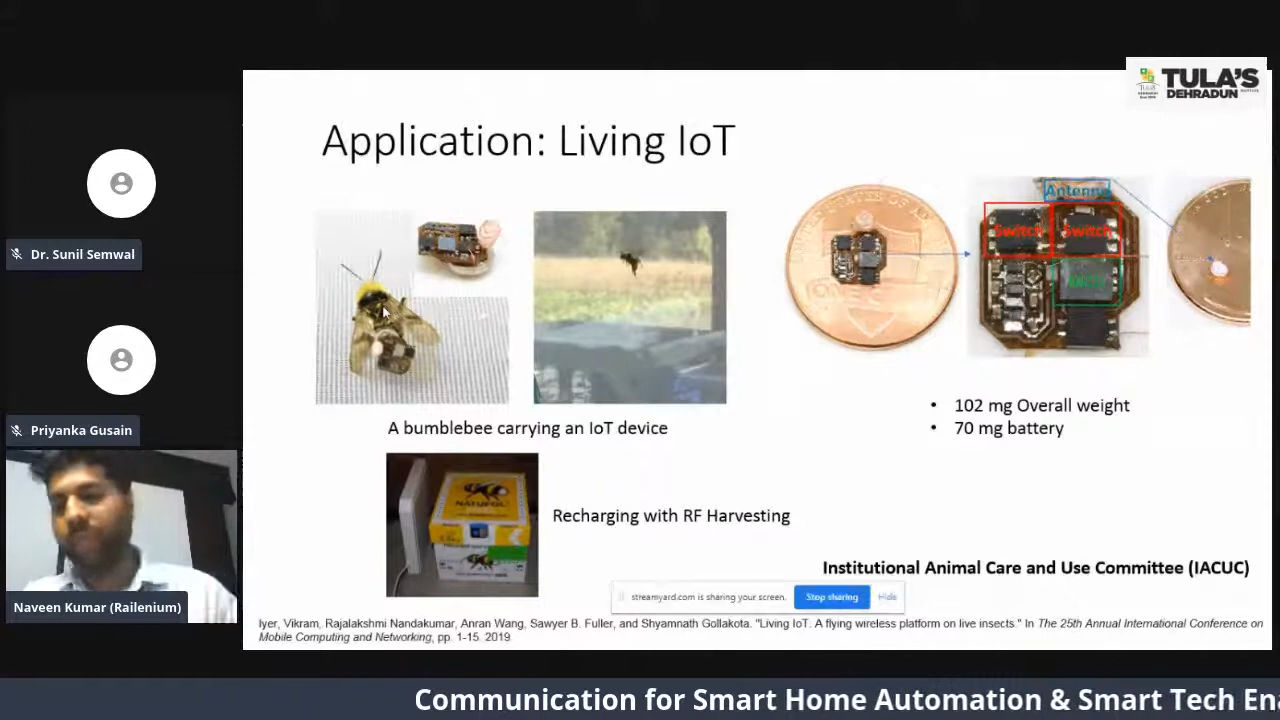 TULA'S
DEHRADUN
Application: Living IoT
Antenna
Switch
Switch
A bumblebee carrying an IoT device
102 mg Overall weight
70 mg battery
NATUPOL
Recharging with RF Harvesting
Institutional Animal Care and Use Committee (IACUC)
streamyard.com is sharing your screen.
Stop sharing
Hide
Iyer, Vikram, Rajalakshmi Nandakumar, Anran Wang, Sawyer B. Fuller, and Shyamnath Gollakota. "Living IoT: A flying wireless platform on live insects." In The 25th Annual International Conference on
Mobile Computing and Networking, pp. 1-15. 2019.
Dr. Sunil Semwal
Priyanka Gusain
Naveen Kumar (Railenium)
Communication for Smart Home Automation & Smart Tech Ena